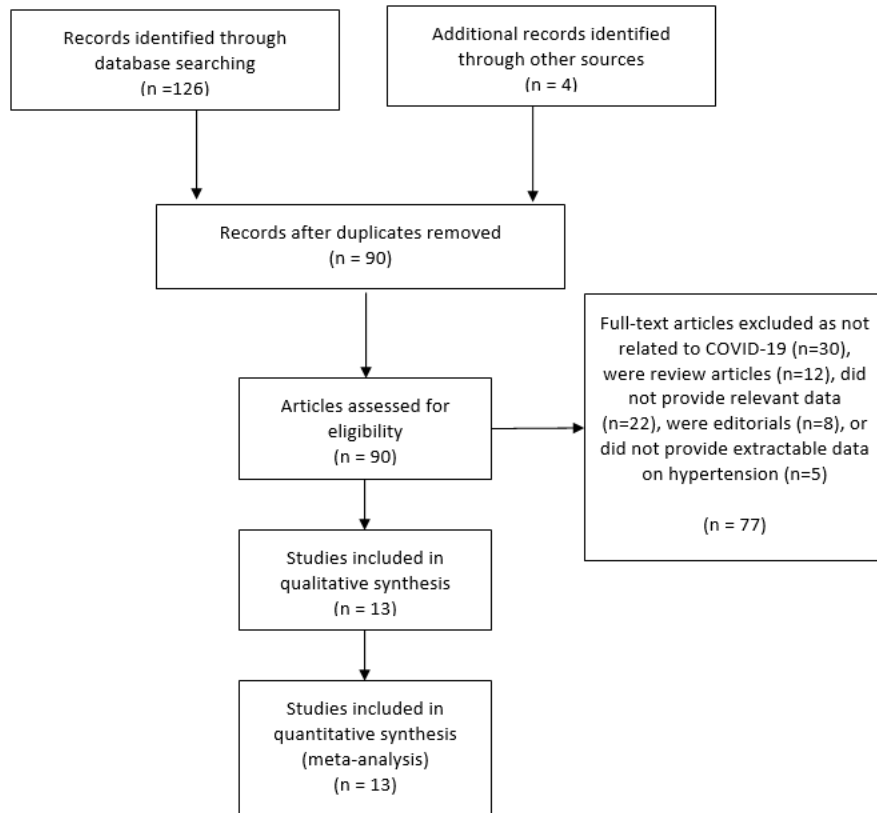 Records identified through
database searching
(n =126)
Additional records identified
through other sources
(n = 4)
Records after duplicates removed
(n = 90)
Full-text articles excluded as not
related to COVID-19 (n=30),
were review articles (n=12), did
not provide relevant data
(n=22), were editorials (n=8), or
did not provide extractable data
on hypertension (n=5)
(n = 77)
Articles assessed for
eligibility
(n = 90)
Studies included in
qualitative synthesis
(n = 13)
Studies included in
quantitative synthesis
(meta-analysis)
(n = 13)